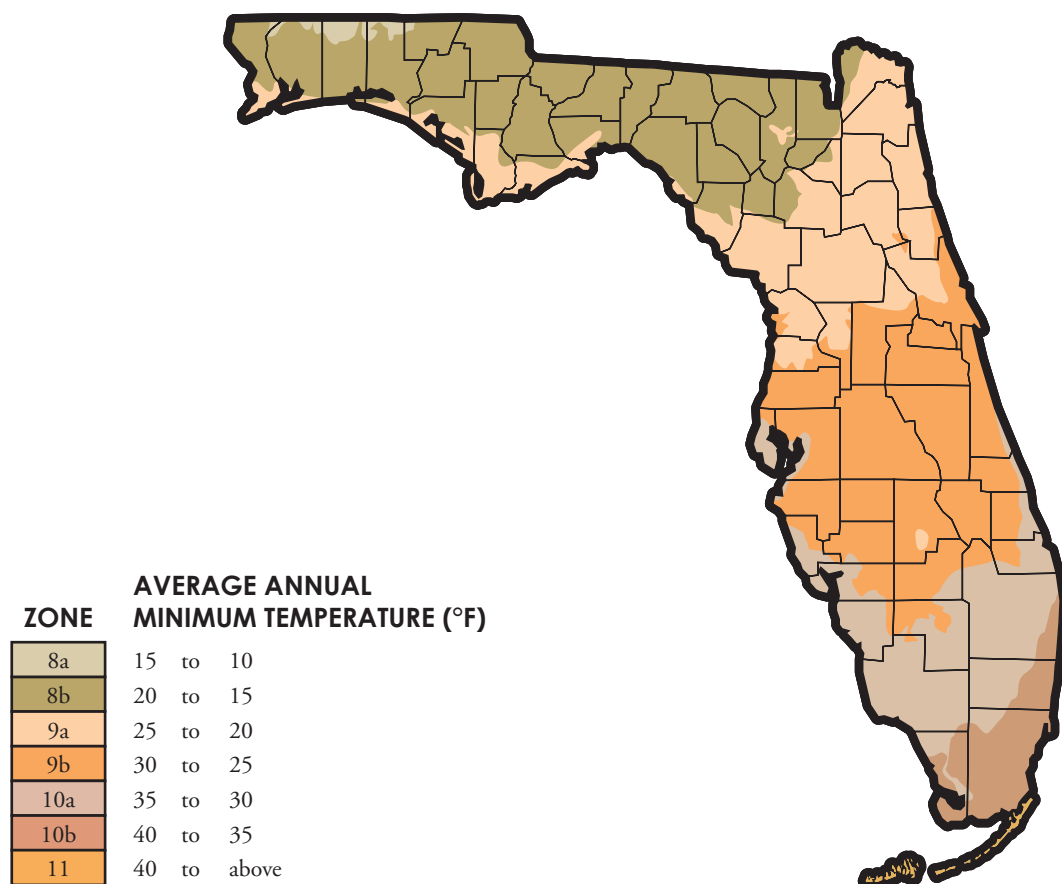 AVERAGE ANNUAL
ZONE MINIMUM TEMPERATURE (°F)
8a 15 to 10
8b 20 to 15
9a 25 to 20
9b 30 to 25
10a 35 to 30
10b 40 to 35
11 40 to above